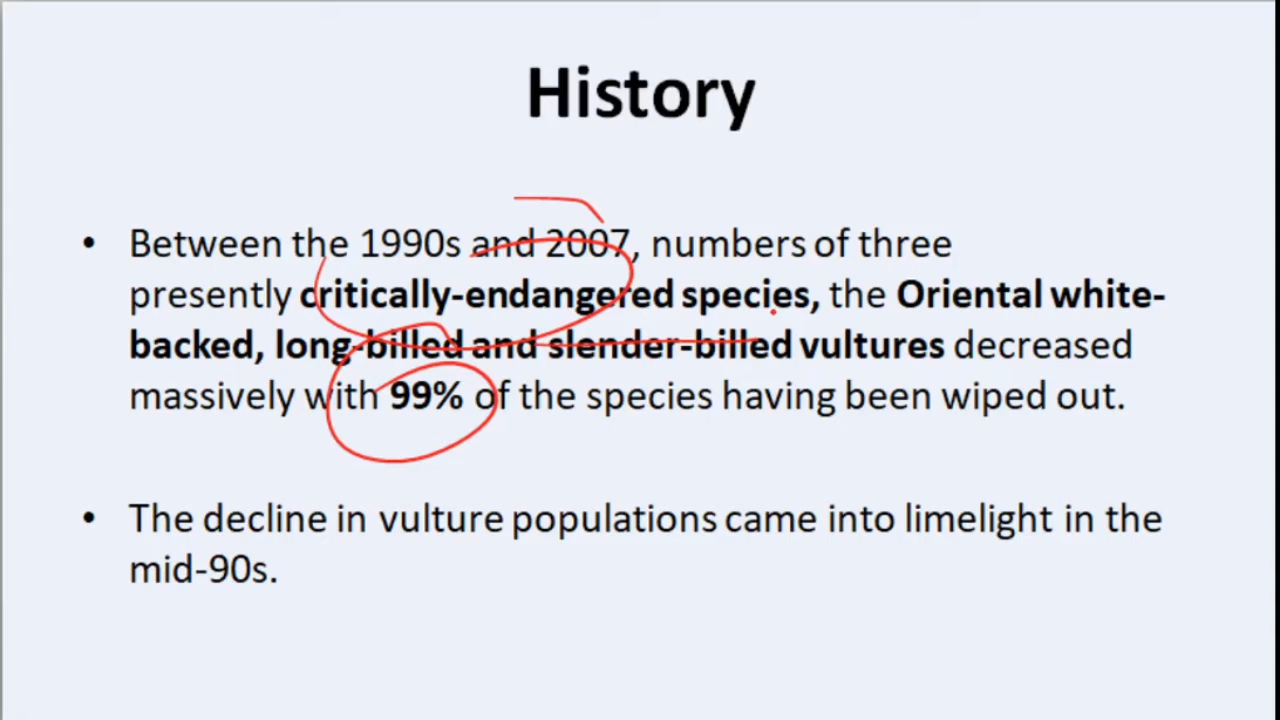 History
• Between the 1990s and 2007, numbers of three
presently critically-endangered species, the Oriental white-
backed, long-billed and slender-billed vultures decreased
massively with 99% of the species having been wiped out.
• The decline in vulture populations came into limelight in the
mid-90s.